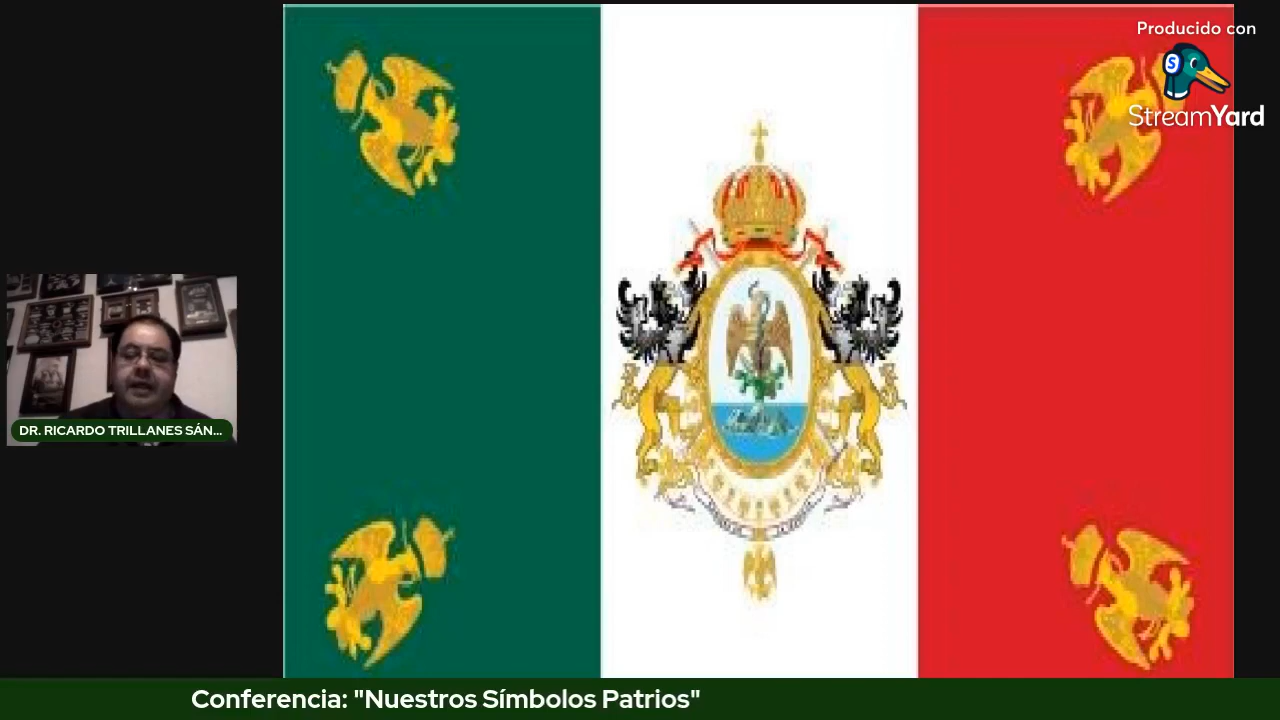 Producido con
StreamYard
DR. RICARDO TRILLANES SÁN...
Conferencia: "Nuestros Símbolos Patrios"